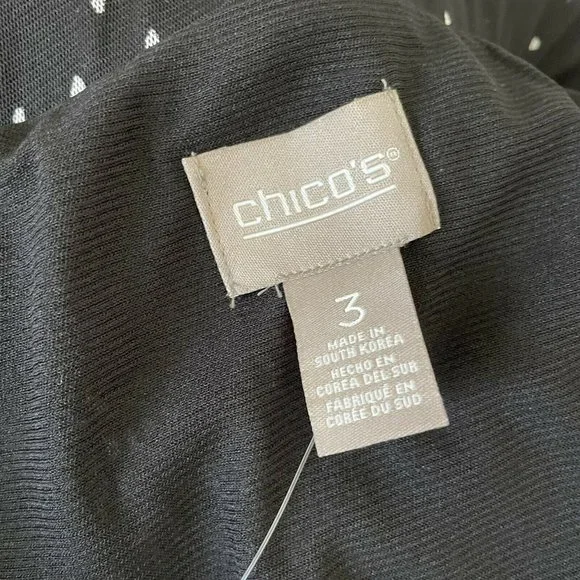 chico's®
3
MADE IN
SOUTH KOREA
HECHO EN
COREA DEL SUR
FABRIQUÉ EN
CORÉE DU SUD